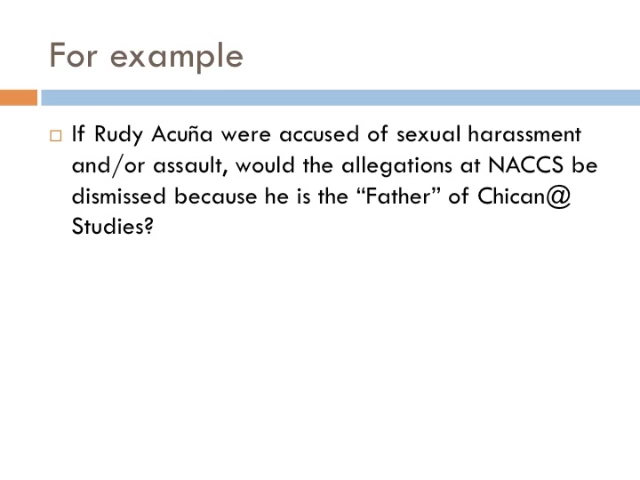 For example
If Rudy Acuña were accused of sexual harassment
and/or assault, would the allegations at NACCS be
dismissed because he is the “Father” of Chican@
Studies?